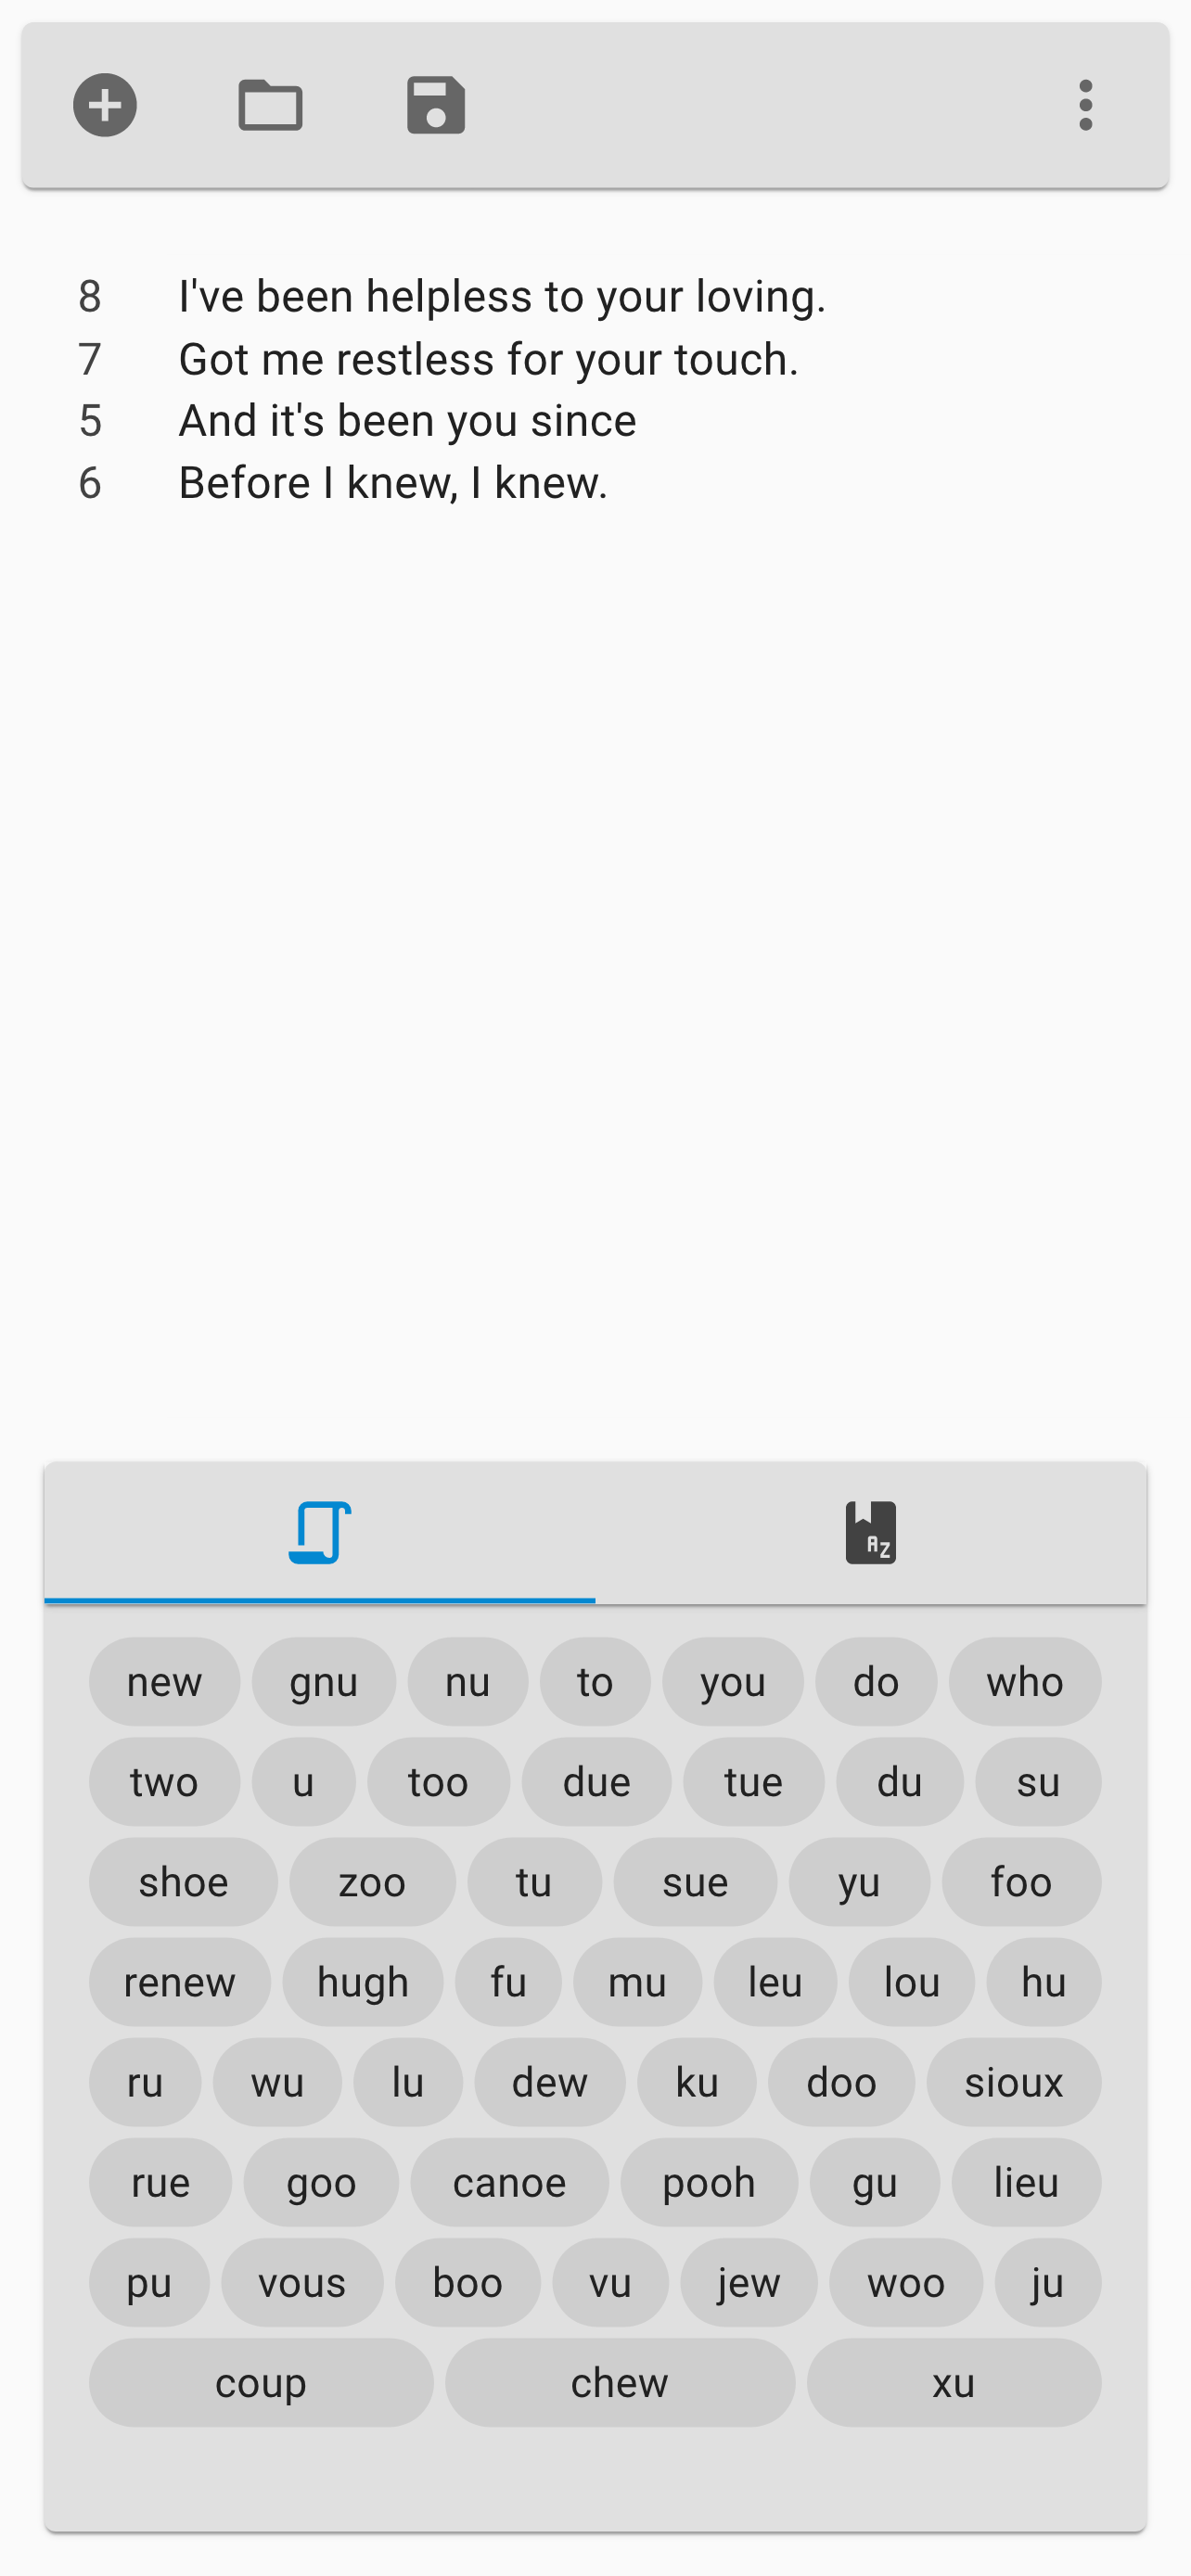 8 I've been helpless to your loving.
7 Got me restless for your touch.
5 And it's been you since
6 Before I knew, I knew.
AZ
new gnu nu to you do who
two u too due tue du su
shoe zoo tu sue yu foo
renew hugh fu mu leu lou hu
ru wu lu dew ku doo sioux
rue goo canoe pooh gu lieu
pu vous boo vu jew woo ju
coup chew xu